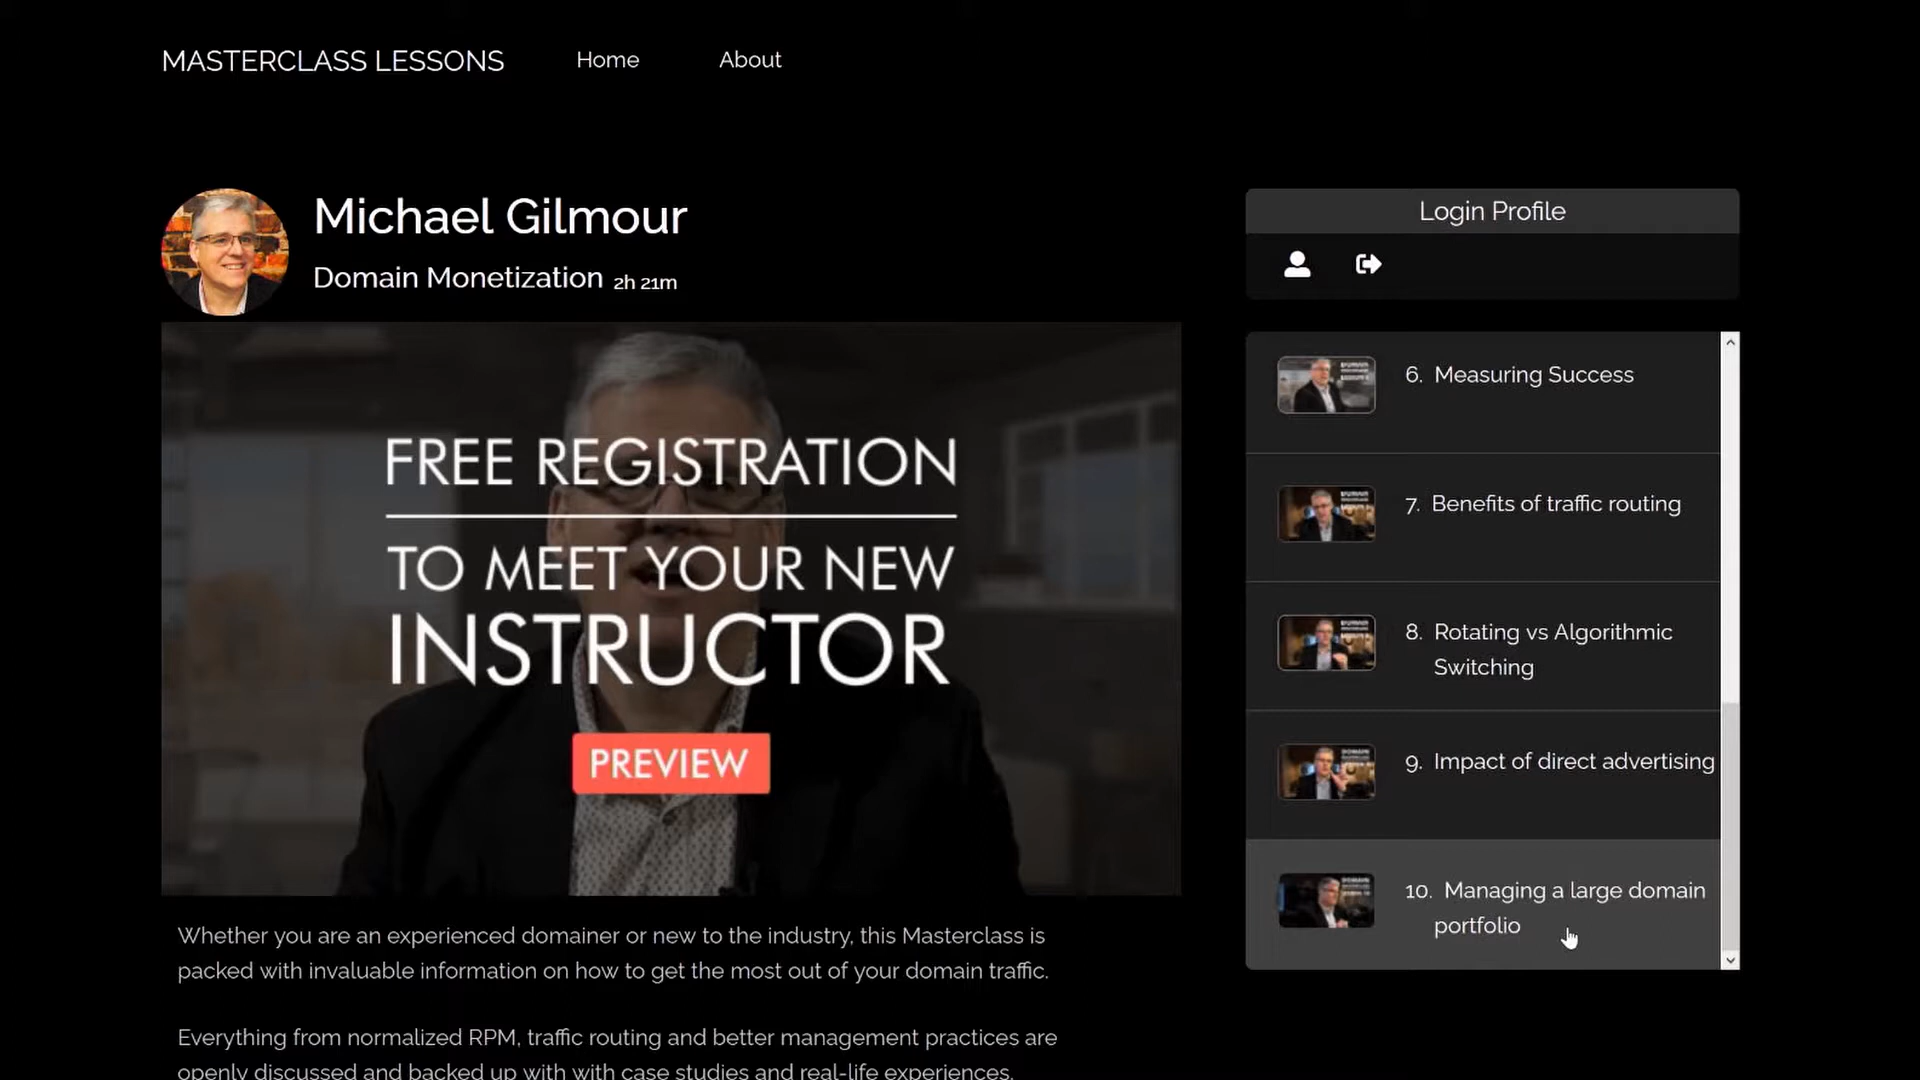 MASTERCLASS LESSONS
Home
About
Michael Gilmour
Domain Monetization 2h 21m
FREE REGISTRATION
TO MEET YOUR NEW
INSTRUCTOR
PREVIEW
Whether you are an experienced domainer or new to the industry, this Masterclass is
packed with invaluable information on how to get the most out of your domain traffic.
Everything from normalized RPM, traffic routing and better management practices are
openly discussed and backed up with with case studies and real-life experiences.
Login Profile
6. Measuring Success
7. Benefits of traffic routing
8. Rotating vs Algorithmic
Switching
9. Impact of direct advertising
10. Managing a large domain
portfolio